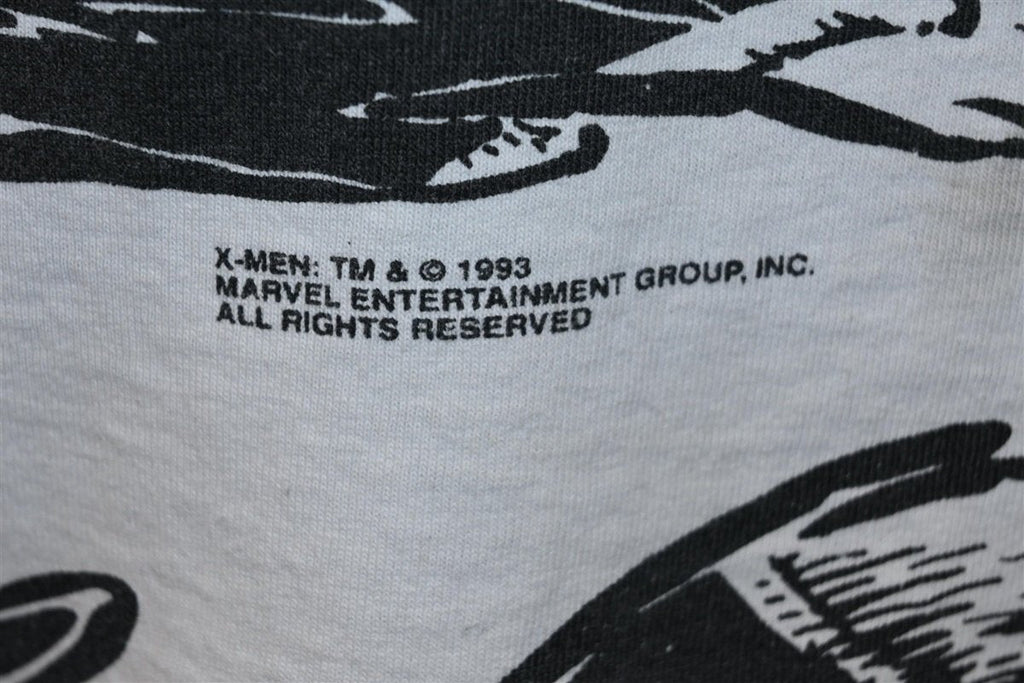 X-MEN: TM & © 1993
MARVEL ENTERTAINMENT GROUP, INC.
ALL RIGHTS RESERVED